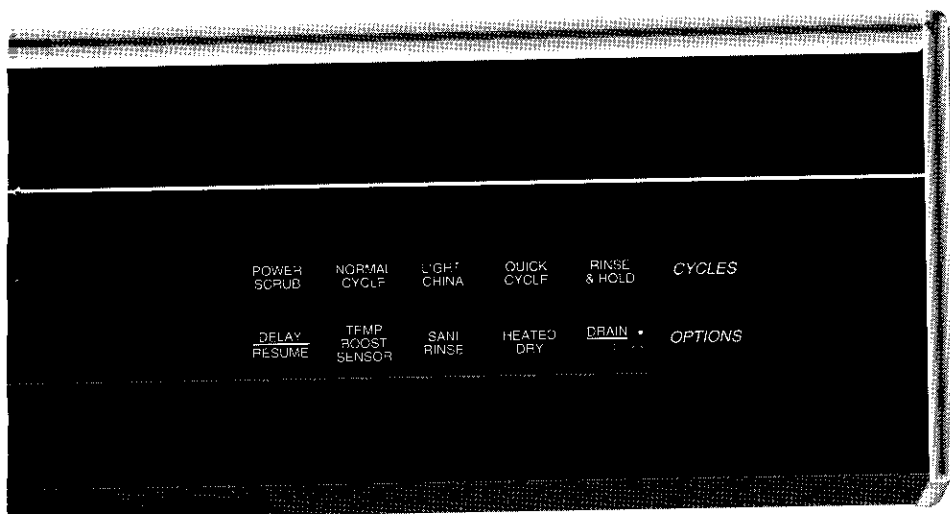 POWER SCRUB
NORMAL CYCLE
LIGHT CHINA
QUICK CYCLE
RINSE & HOLD
CYCLES
DELAY
RESUME
TEMP BOOST SENSOR
SANI RINSE
HEATED DRY
DRAIN •
OPTIONS